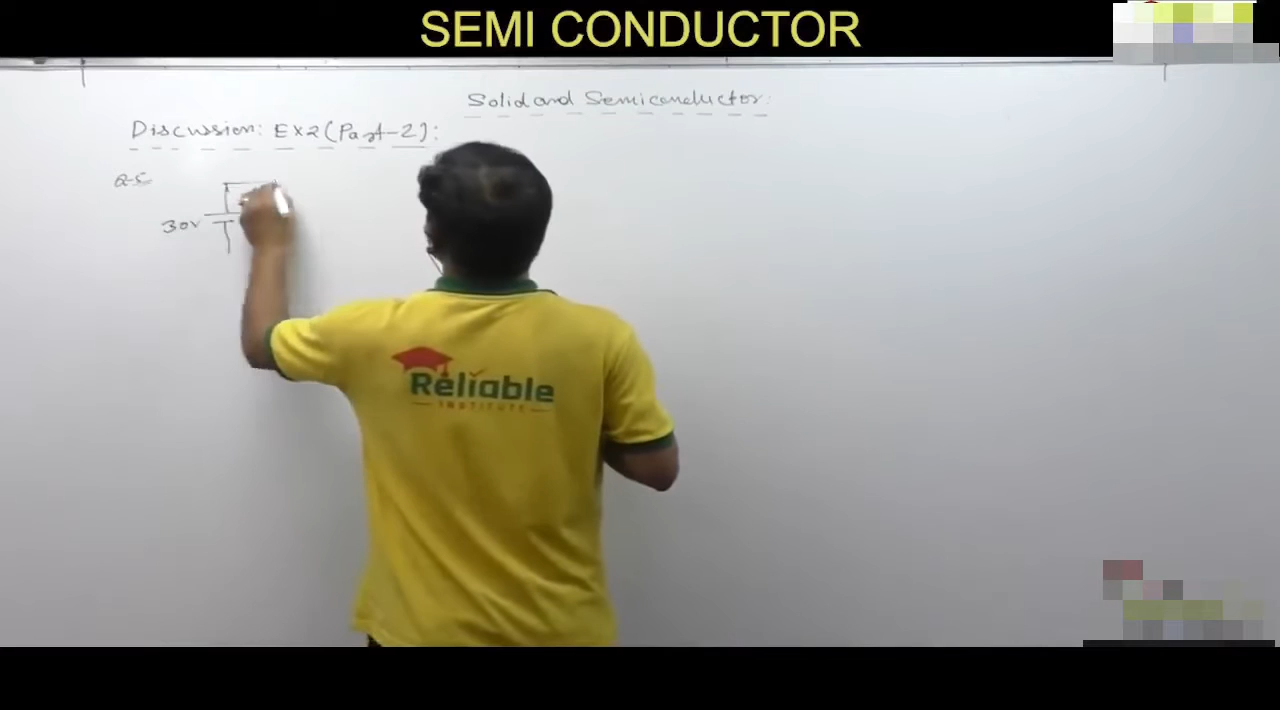 SEMI CONDUCTOR
Solid and Semiconductor:
Discussion: EX2 (Part-2):
Q-5
30V
Reliable
INSTITUTE